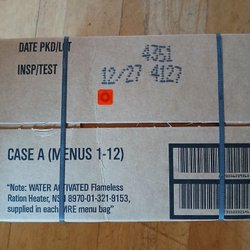 DATE PKD/LOT
4351
INSP/TEST
12/27 4127
CASE A (MENUS 1-12)
"Note: WATER ACTIVATED Flameless
Ration Heater, NSN 8970-01-321-9153,
supplied in each MRE menu bag"